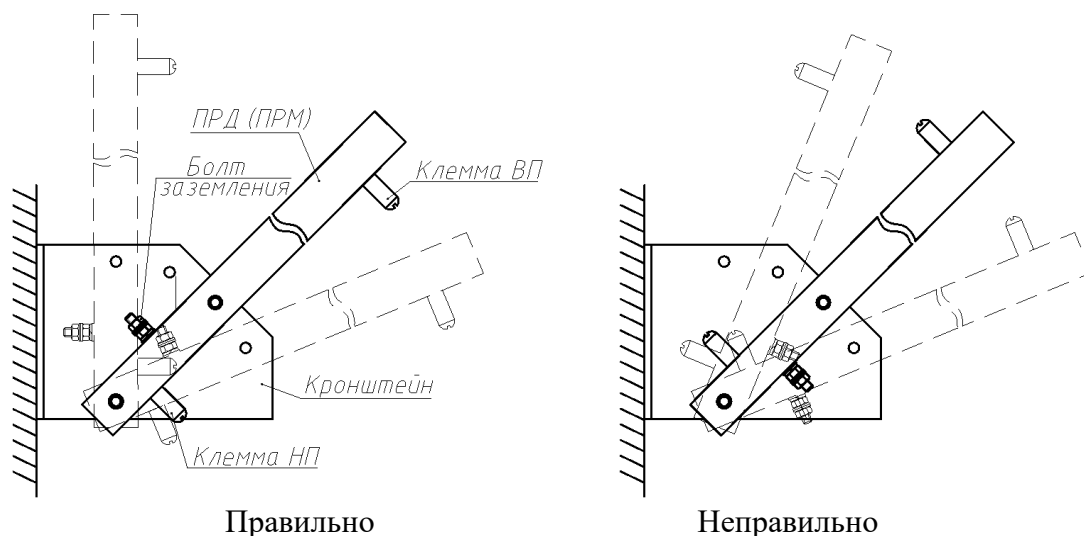 ПРД (ПРМ)
Болт
заземления
Клемма ВП
Кронштейн
Клемма НП
Правильно
Неправильно